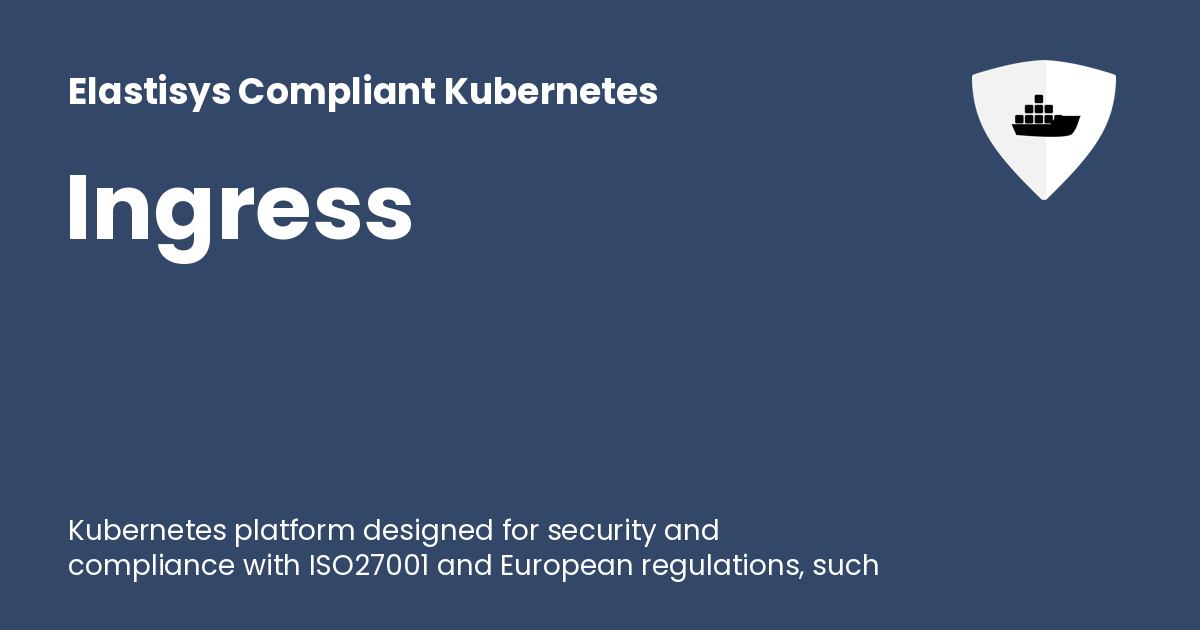 Elastisys Compliant Kubernetes
Ingress
Kubernetes platform designed for security and
compliance with ISO27001 and European regulations, such